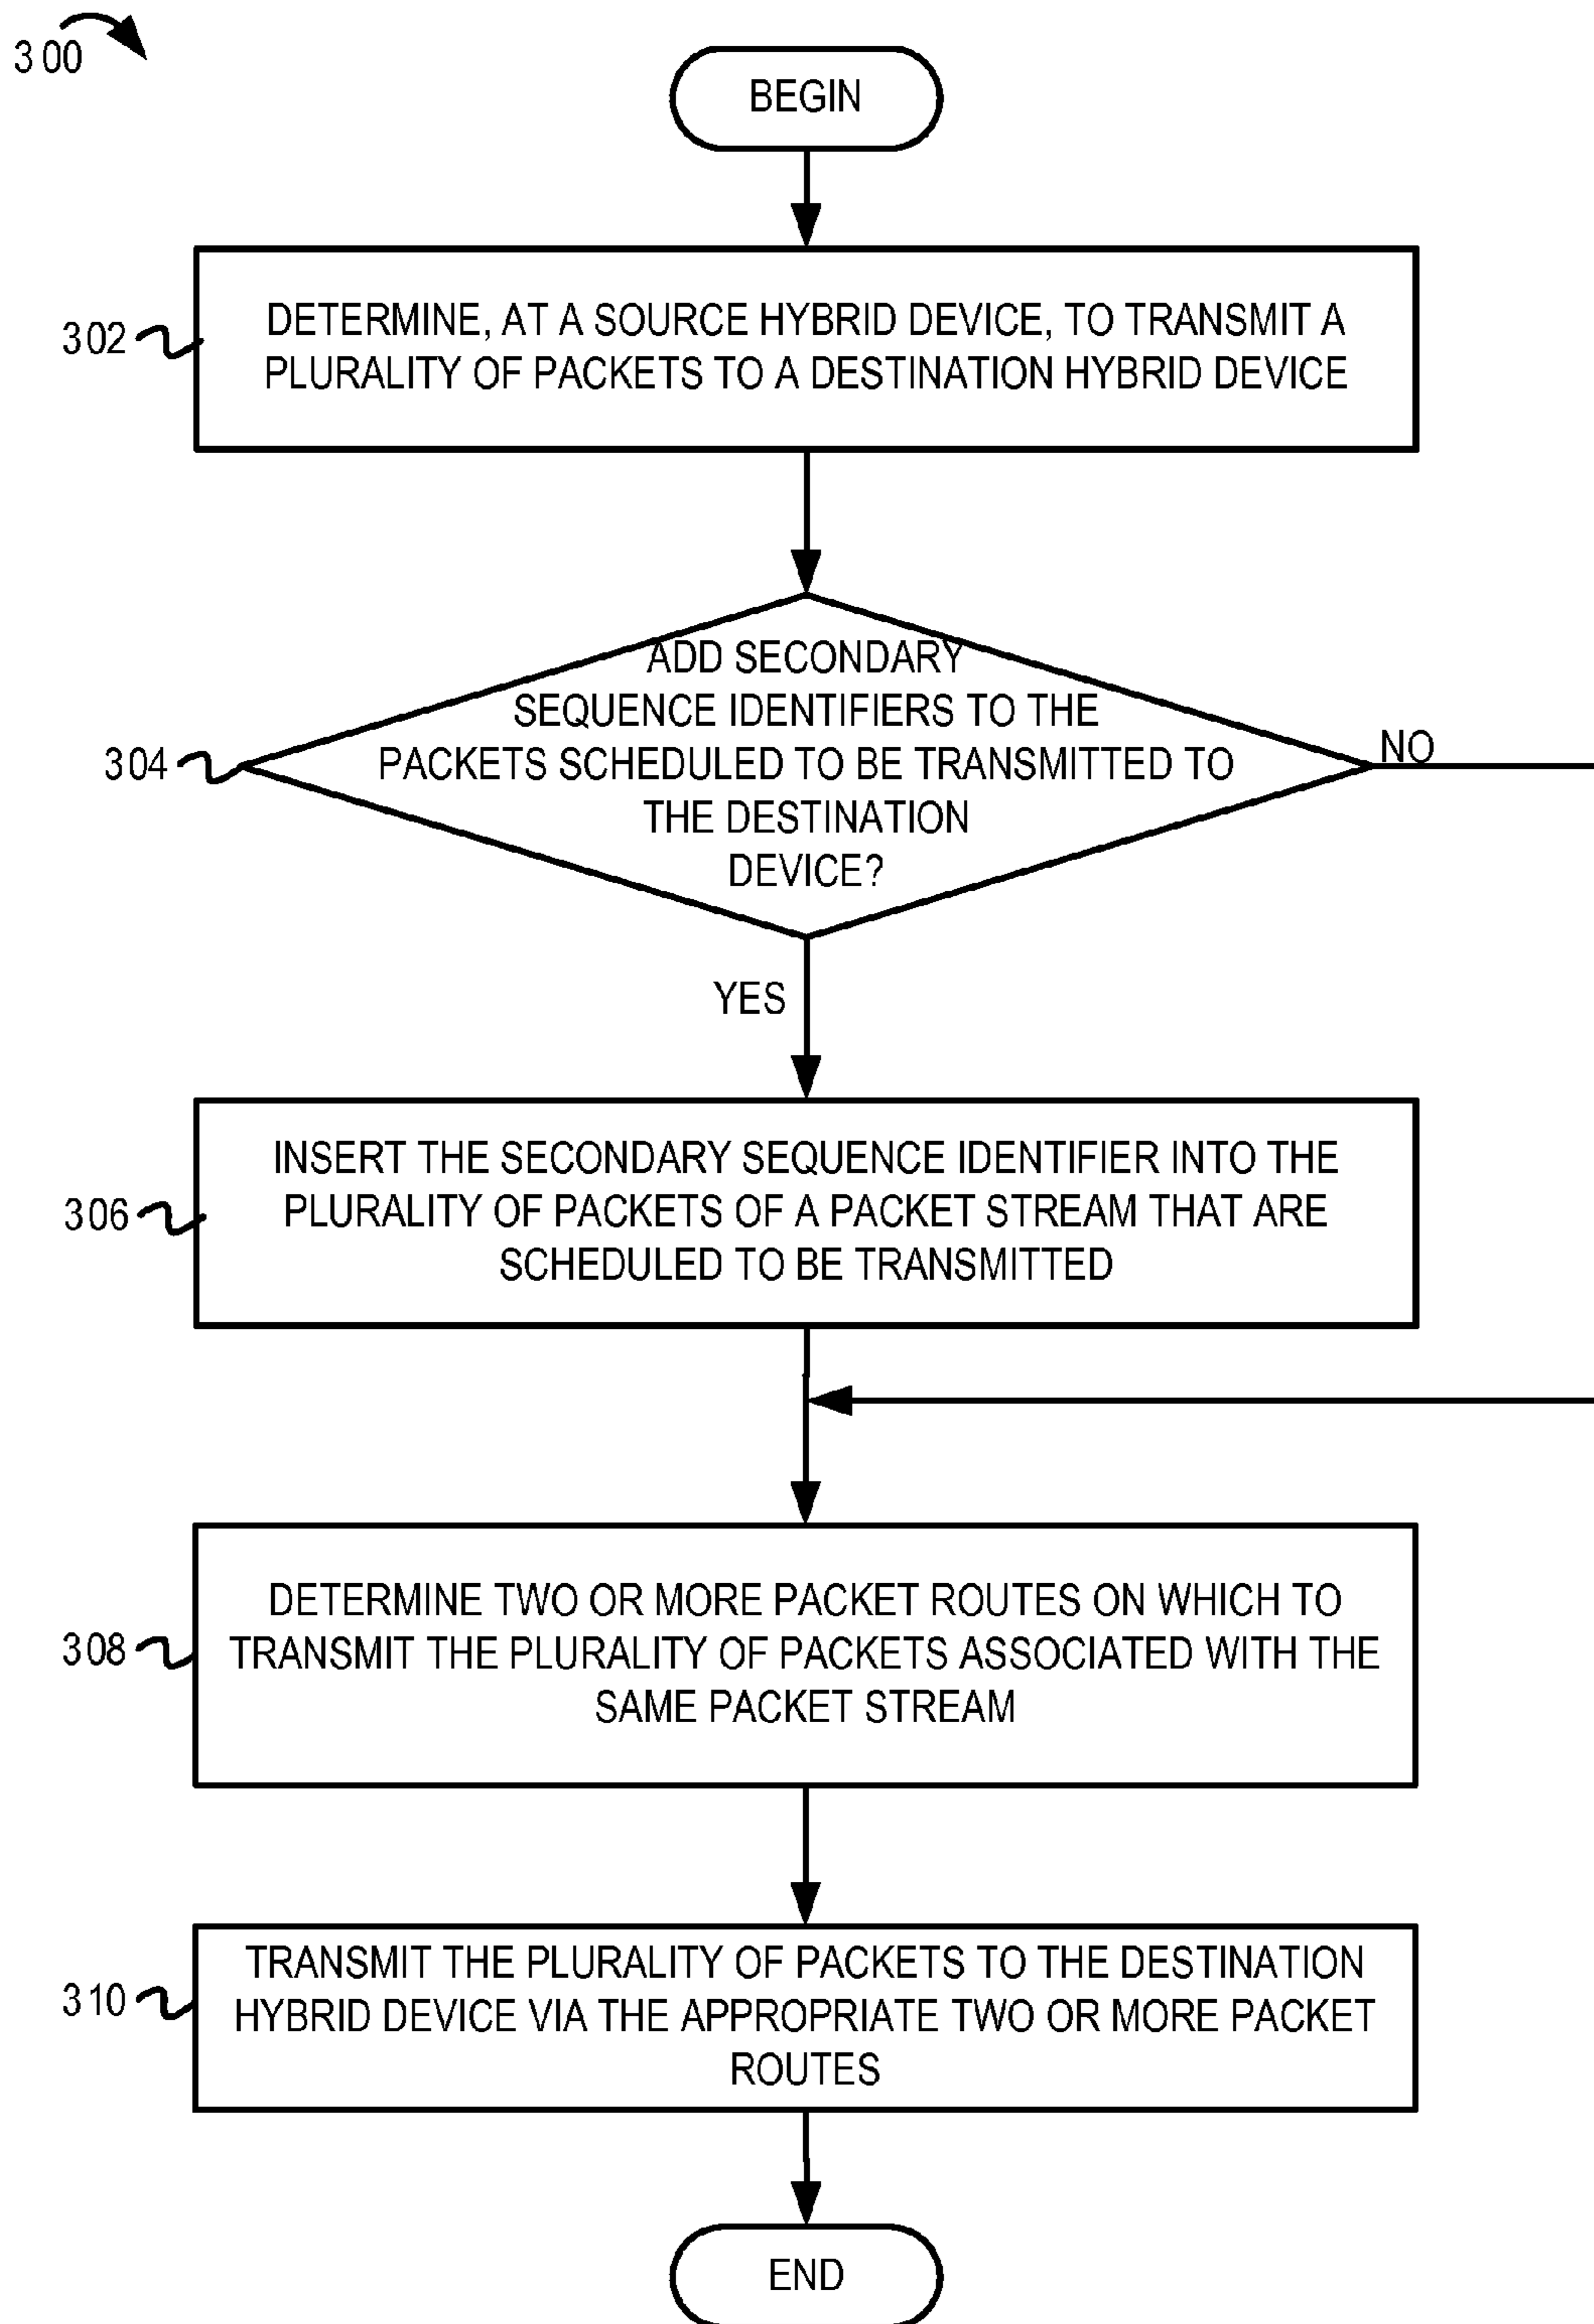 300
BEGIN
302
DETERMINE, AT A SOURCE HYBRID DEVICE, TO TRANSMIT A
PLURALITY OF PACKETS TO A DESTINATION HYBRID DEVICE
ADD SECONDARY
SEQUENCE IDENTIFIERS TO THE
304
PACKETS SCHEDULED TO BE TRANSMITTED TO
THE DESTINATION
DEVICE?
NO
YES
306
INSERT THE SECONDARY SEQUENCE IDENTIFIER INTO THE
PLURALITY OF PACKETS OF A PACKET STREAM THAT ARE
SCHEDULED TO BE TRANSMITTED
308
DETERMINE TWO OR MORE PACKET ROUTES ON WHICH TO
TRANSMIT THE PLURALITY OF PACKETS ASSOCIATED WITH THE
SAME PACKET STREAM
310
TRANSMIT THE PLURALITY OF PACKETS TO THE DESTINATION
HYBRID DEVICE VIA THE APPROPRIATE TWO OR MORE PACKET
ROUTES
END